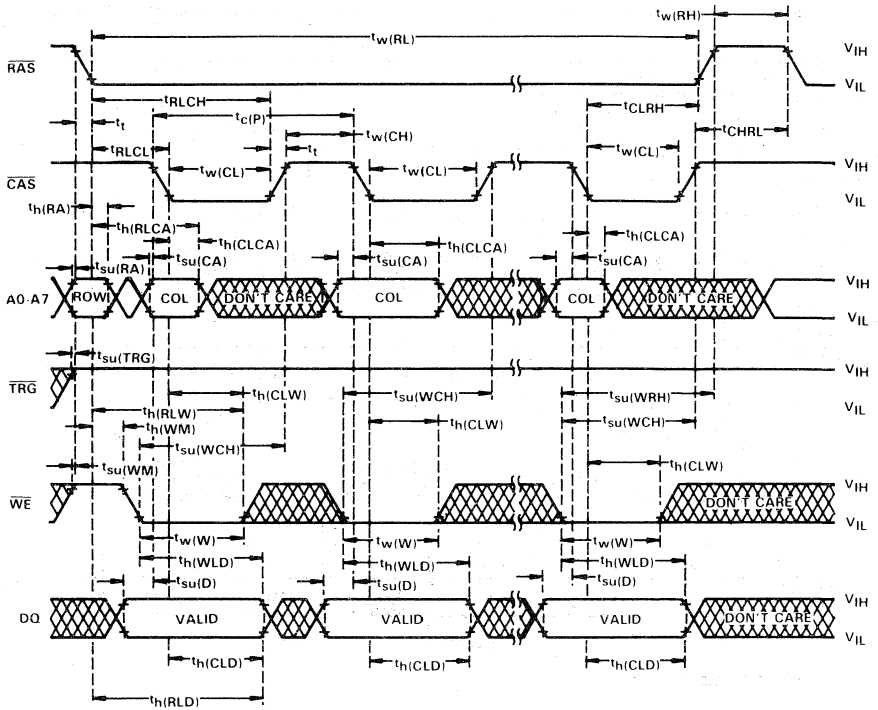 tw(RH)
tw(RL)
RAS
VIH
VIL
tRLCH
tCLRH
tc(P)
tCHRL
tt
tw(CH)
tRLCL
tt
tw(CL)
tw(CL)
tw(CL)
CAS
VIH
VIL
th(RA)
th(RLCA)
th(CLCA)
th(CLCA)
th(CLCA)
tsu(RA)
tsu(CA)
tsu(CA)
tsu(CA)
A0-A7
ROW
COL
DON'T CARE
COL
COL
DON'T CARE
VIH
VIL
tsu(TRG)
TRG
VIH
VIL
th(CLW)
tsu(WCH)
tsu(WRH)
th(RLW)
th(WM)
th(CLW)
tsu(WCH)
tsu(WCH)
tsu(WM)
th(CLW)
WE
DON'T CARE
VIH
VIL
tw(W)
tw(W)
tw(W)
th(WLD)
th(WLD)
th(WLD)
tsu(D)
tsu(D)
tsu(D)
DQ
VALID
VALID
VALID
DON'T CARE
VIH
VIL
th(CLD)
th(CLD)
th(CLD)
th(RLD)